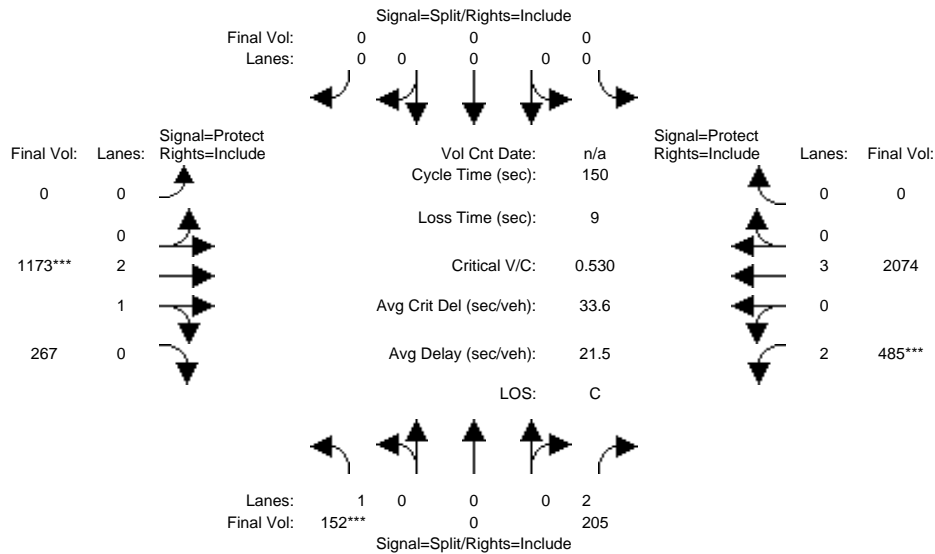 Signal=Split/Rights=Include
Final Vol: 0 0 0
Lanes: 0 0 0 0 0
Signal=Protect Signal=Protect
Final Vol: Lanes: Rights=Include Vol Cnt Date: n/a Rights=Include Lanes: Final Vol:
Cycle Time (sec): 150
0 0 0 0
Loss Time (sec): 9
0 0
1173*** 2 Critical V/C: 0.530 3 2074
1 Avg Crit Del (sec/veh): 33.6 0
267 0 Avg Delay (sec/veh): 21.5 2 485***
LOS: C
Lanes: 1 0 0 0 2
Final Vol: 152*** 0 205
Signal=Split/Rights=Include